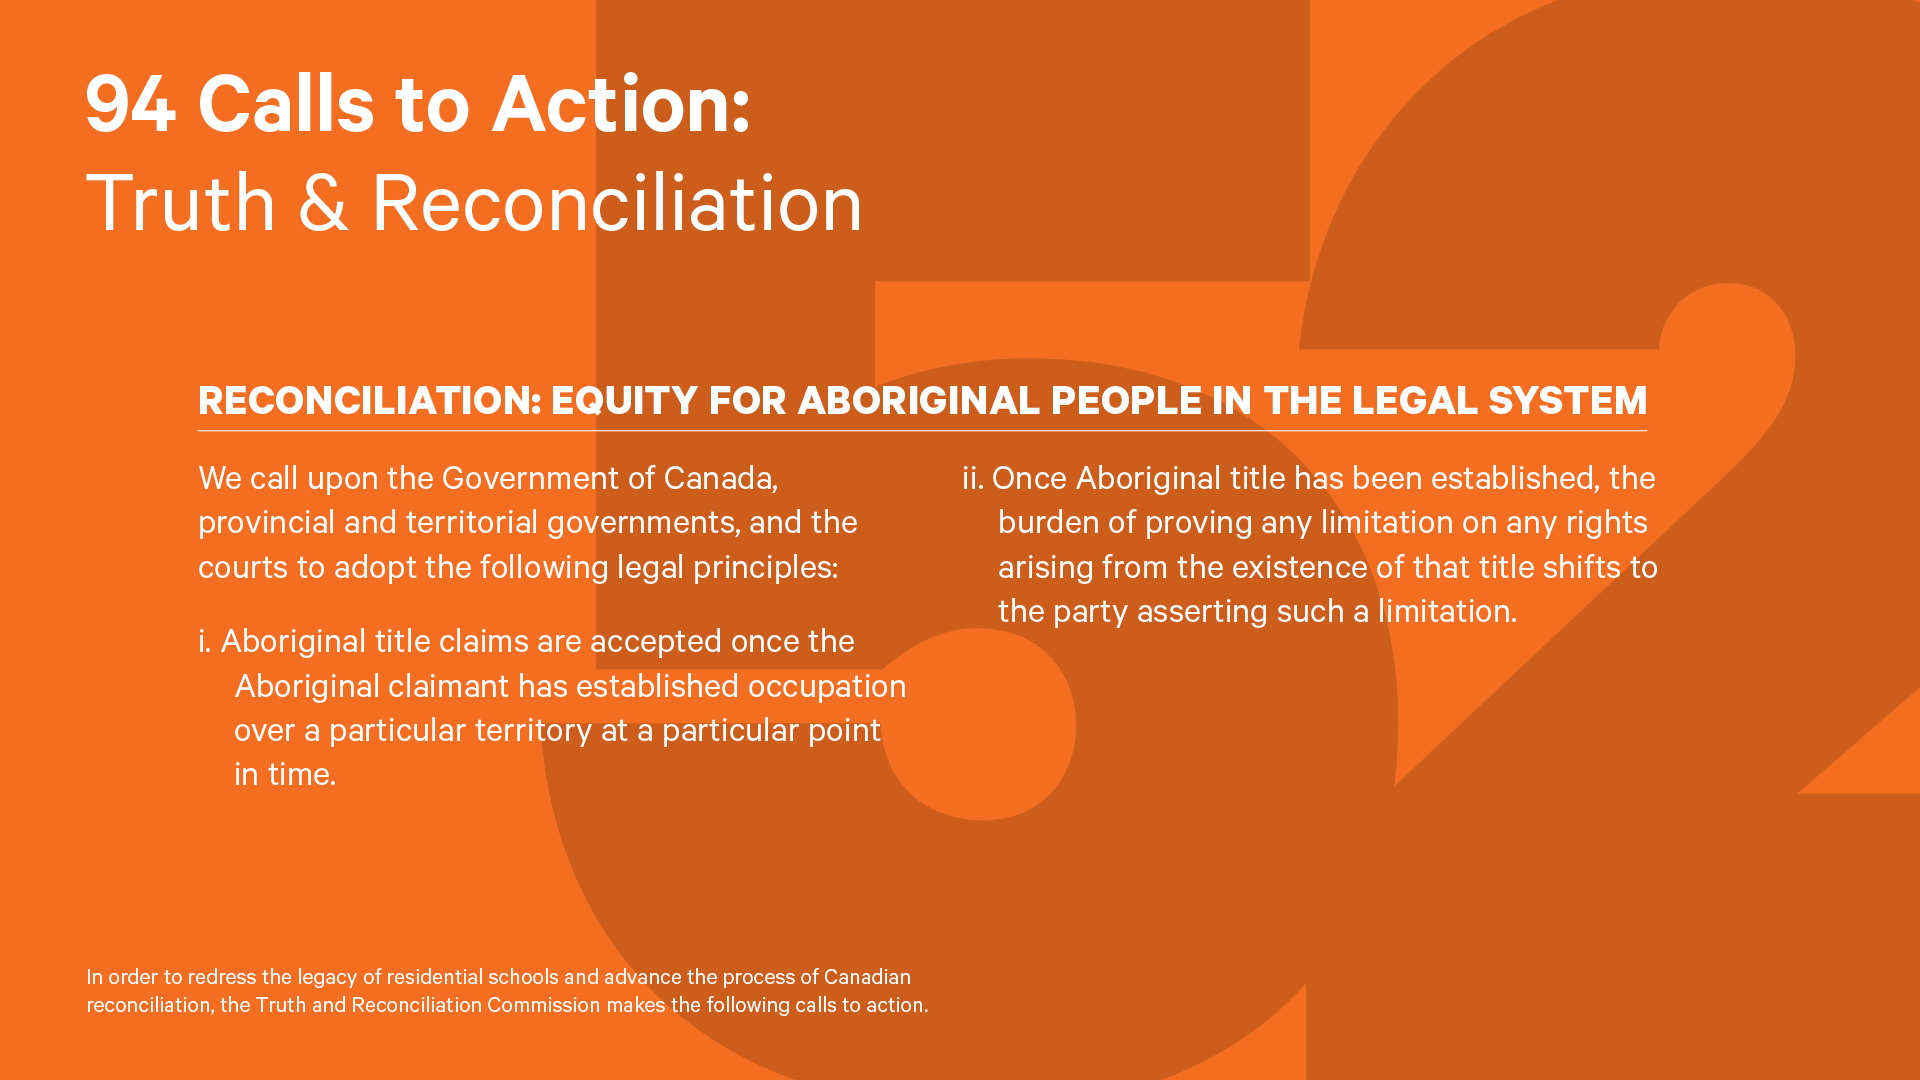 94 Calls to Action:
Truth & Reconciliation
52
RECONCILIATION: EQUITY FOR ABORIGINAL PEOPLE IN THE LEGAL SYSTEM
We call upon the Government of Canada,
provincial and territorial governments, and the
courts to adopt the following legal principles:
i. Aboriginal title claims are accepted once the
Aboriginal claimant has established occupation
over a particular territory at a particular point
in time.
ii. Once Aboriginal title has been established, the
burden of proving any limitation on any rights
arising from the existence of that title shifts to
the party asserting such a limitation.
In order to redress the legacy of residential schools and advance the process of Canadian
reconciliation, the Truth and Reconciliation Commission makes the following calls to action.